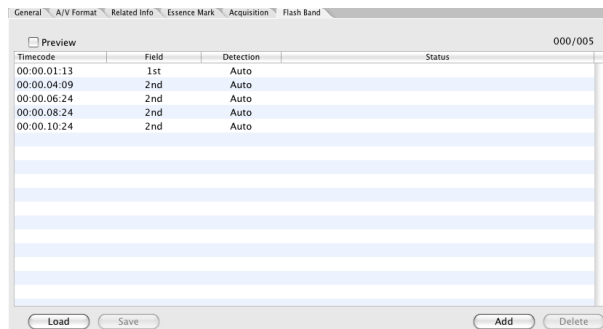 General A/V Format Related Info Essence Mark Acquisition Flash Band
Preview 000/005
Timecode Field Detection Status
00:00.01:13 1st Auto
00:00.04:09 2nd Auto
00:00.06:24 2nd Auto
00:00.08:24 2nd Auto
00:00.10:24 2nd Auto
Load Save Add Delete